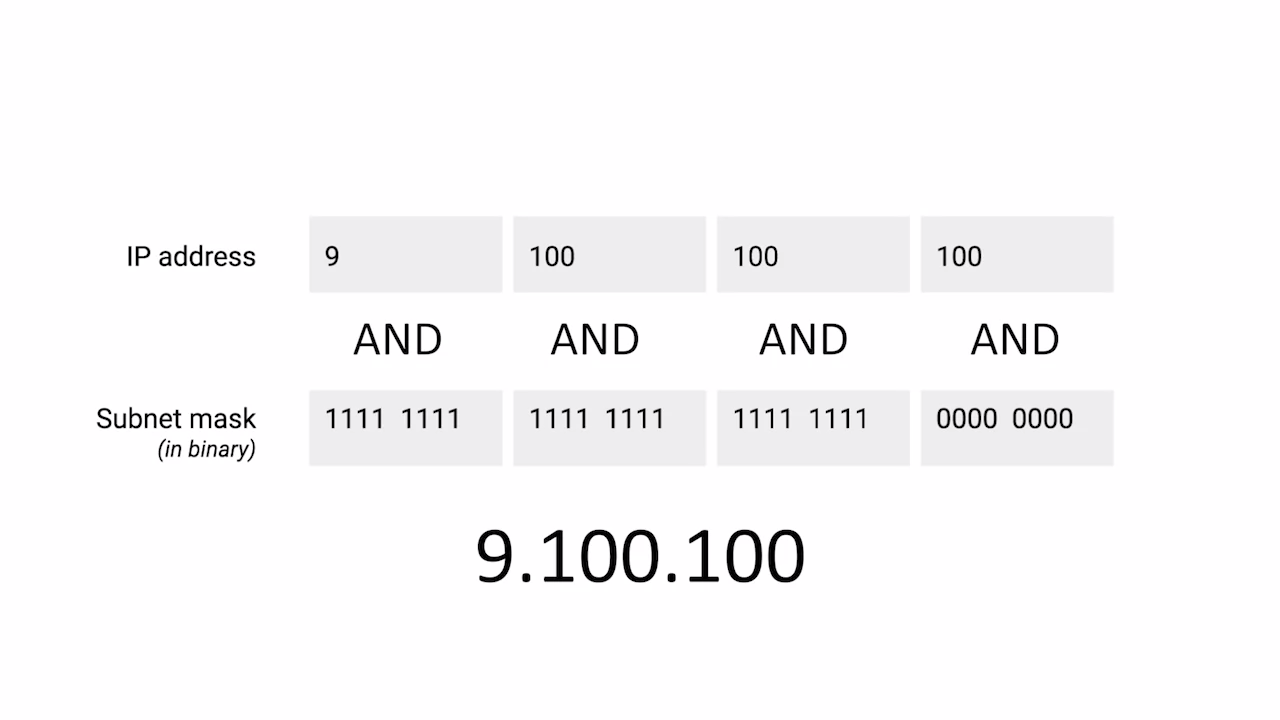 IP address 9 100 100 100
AND AND AND AND
Subnet mask 1111 1111 1111 1111 1111 1111 0000 0000
(in binary)
9.100.100